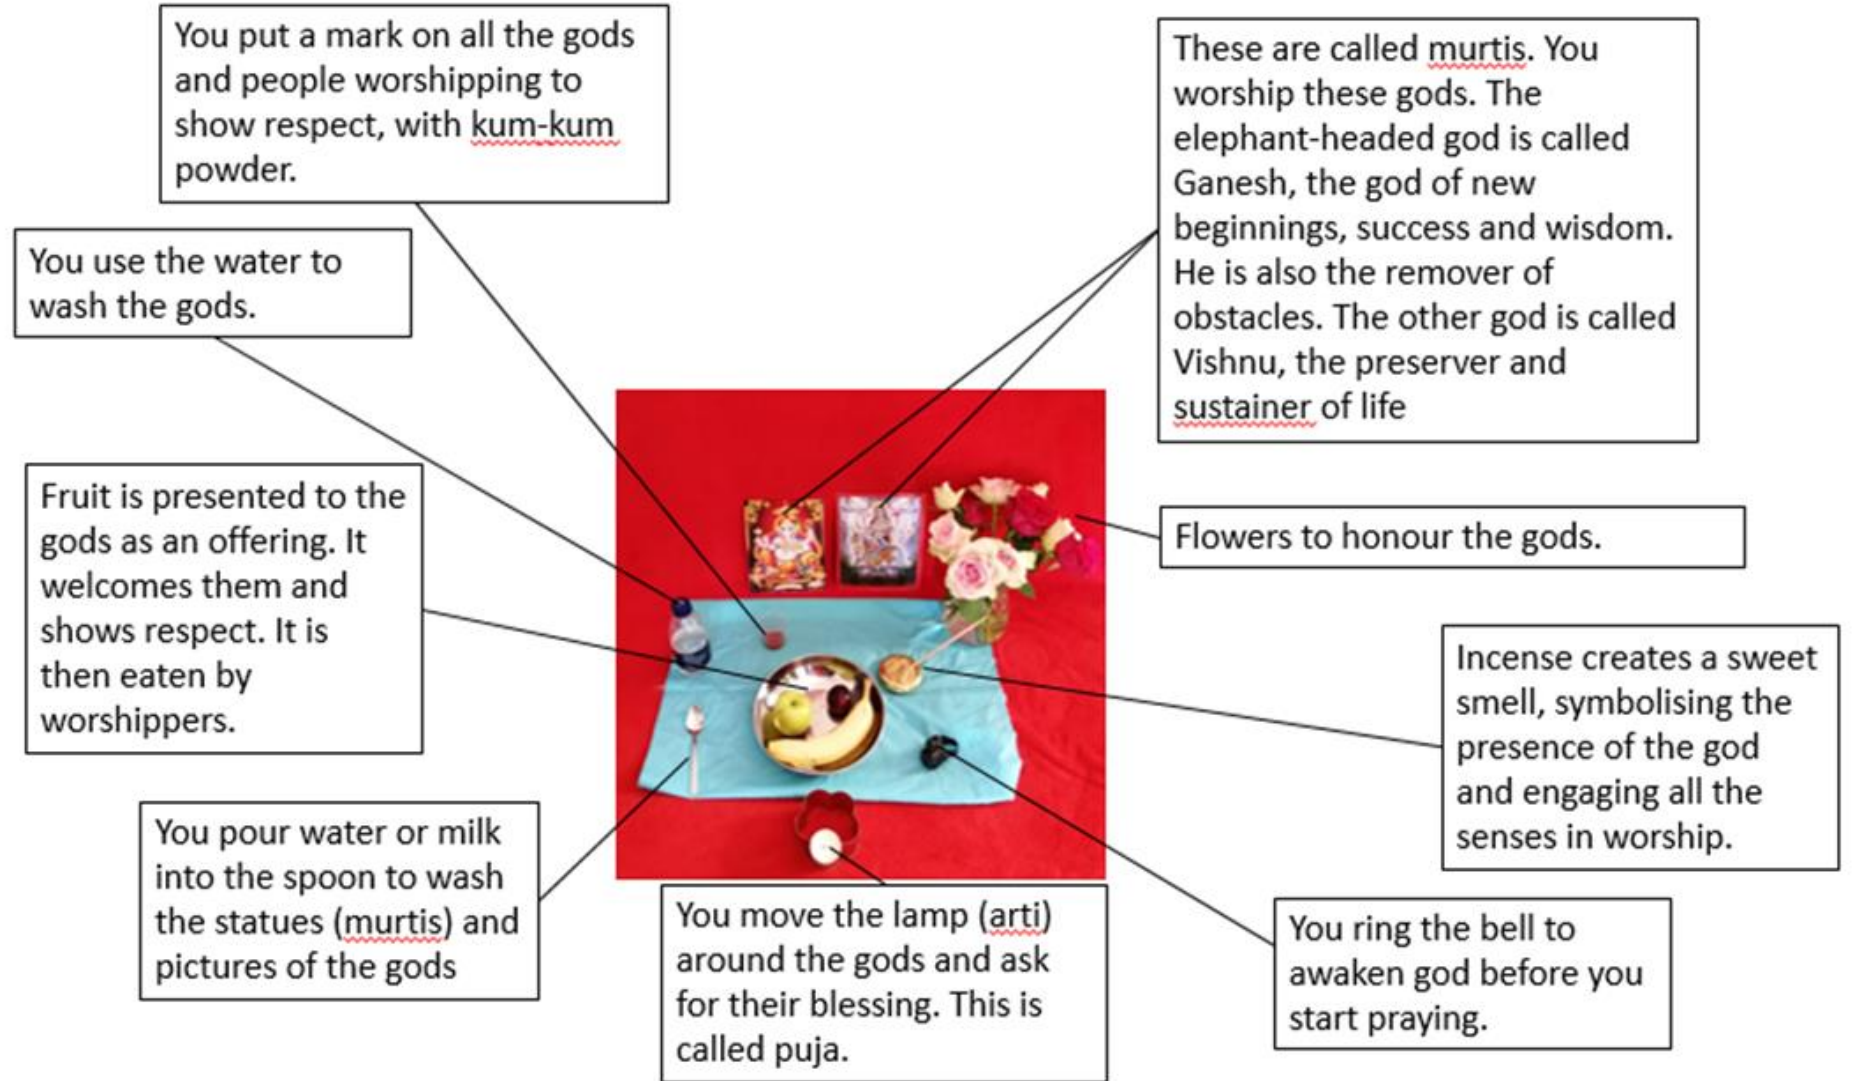 You put a mark on all the gods
and people worshipping to
show respect, with kum-kum
powder.
These are called murtis. You
worship these gods. The
elephant-headed god is called
Ganesh, the god of new
beginnings, success and wisdom.
He is also the remover of
obstacles. The other god is called
Vishnu, the preserver and
sustainer of life
You use the water to
wash the gods.
Fruit is presented to the
gods as an offering. It
welcomes them and
shows respect. It is
then eaten by
worshippers.
Flowers to honour the gods.
Incense creates a sweet
smell, symbolising the
presence of the god
and engaging all the
senses in worship.
You pour water or milk
into the spoon to wash
the statues (murtis) and
pictures of the gods
You move the lamp (arti)
around the gods and ask
for their blessing. This is
called puja.
You ring the bell to
awaken god before you
start praying.